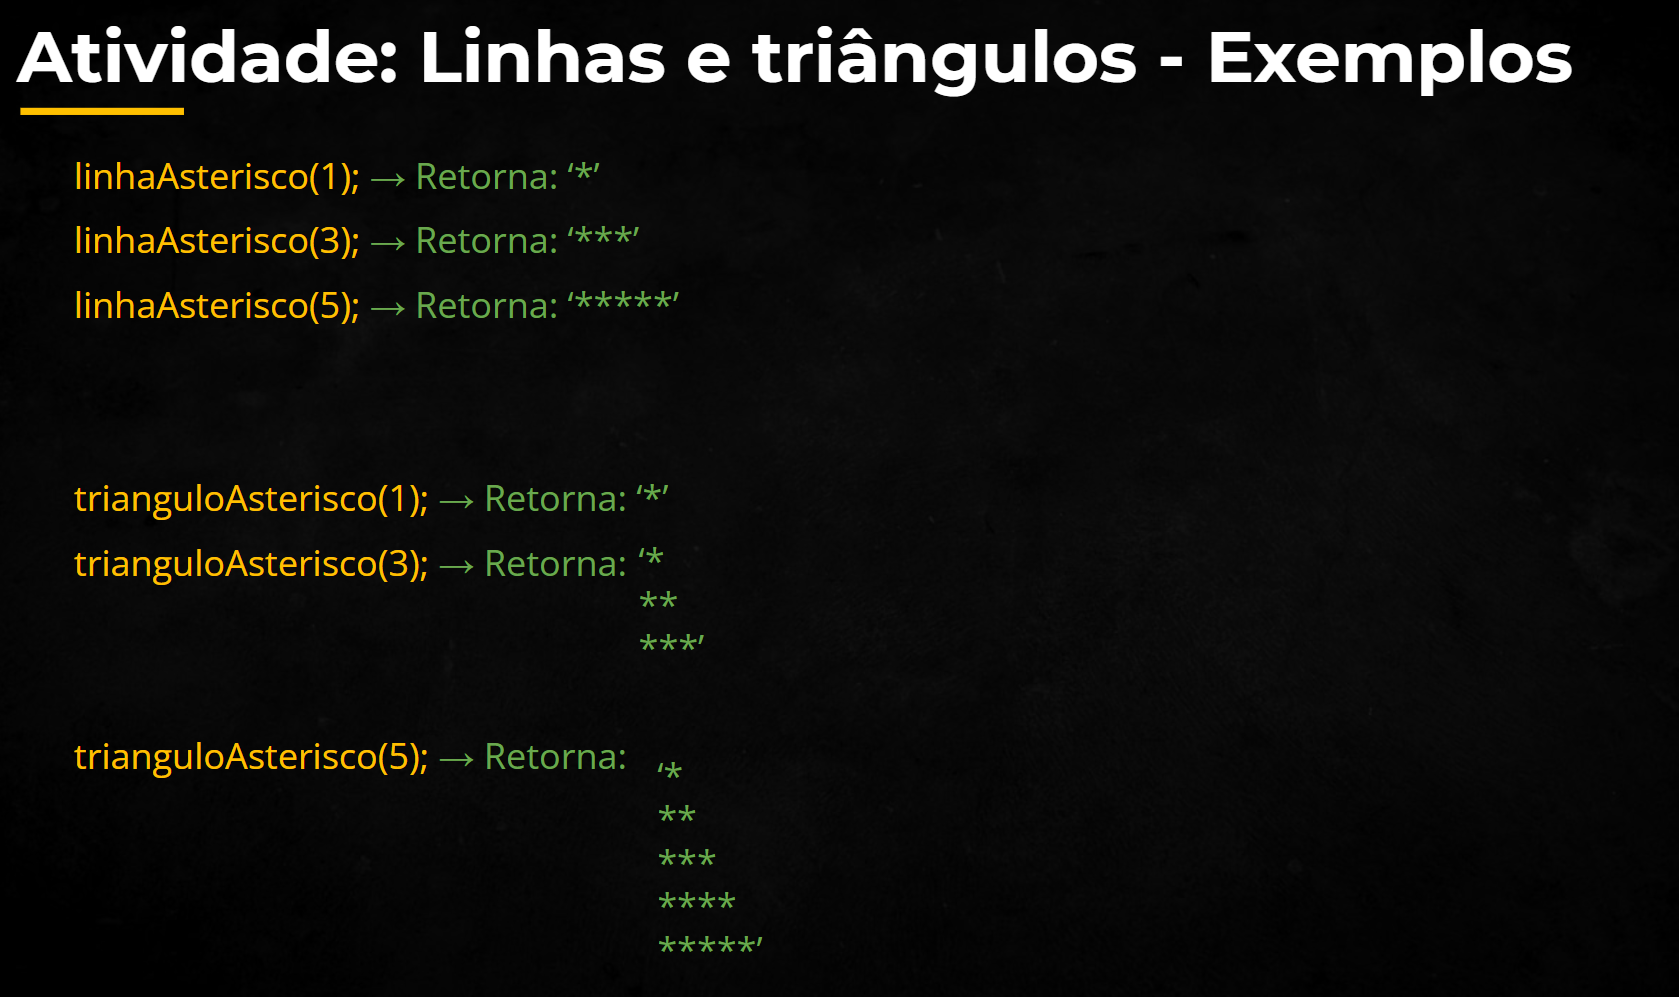 Atividade: Linhas e triângulos - Exemplos
linhaAsterisco(1); → Retorna: ‘*’
linhaAsterisco(3); → Retorna: ‘***’
linhaAsterisco(5); → Retorna: ‘*****’
trianguloAsterisco(1); → Retorna: ‘*’
trianguloAsterisco(3); → Retorna: ‘*
**
***’
trianguloAsterisco(5); → Retorna:
‘*
**
***
****
*****’